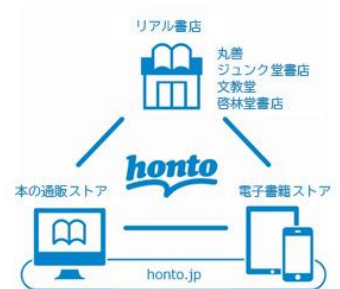 リアル書店
丸善
ジュンク堂書店
文教堂
啓林堂書店
honto
本の通販ストア
電子書籍ストア
honto.jp